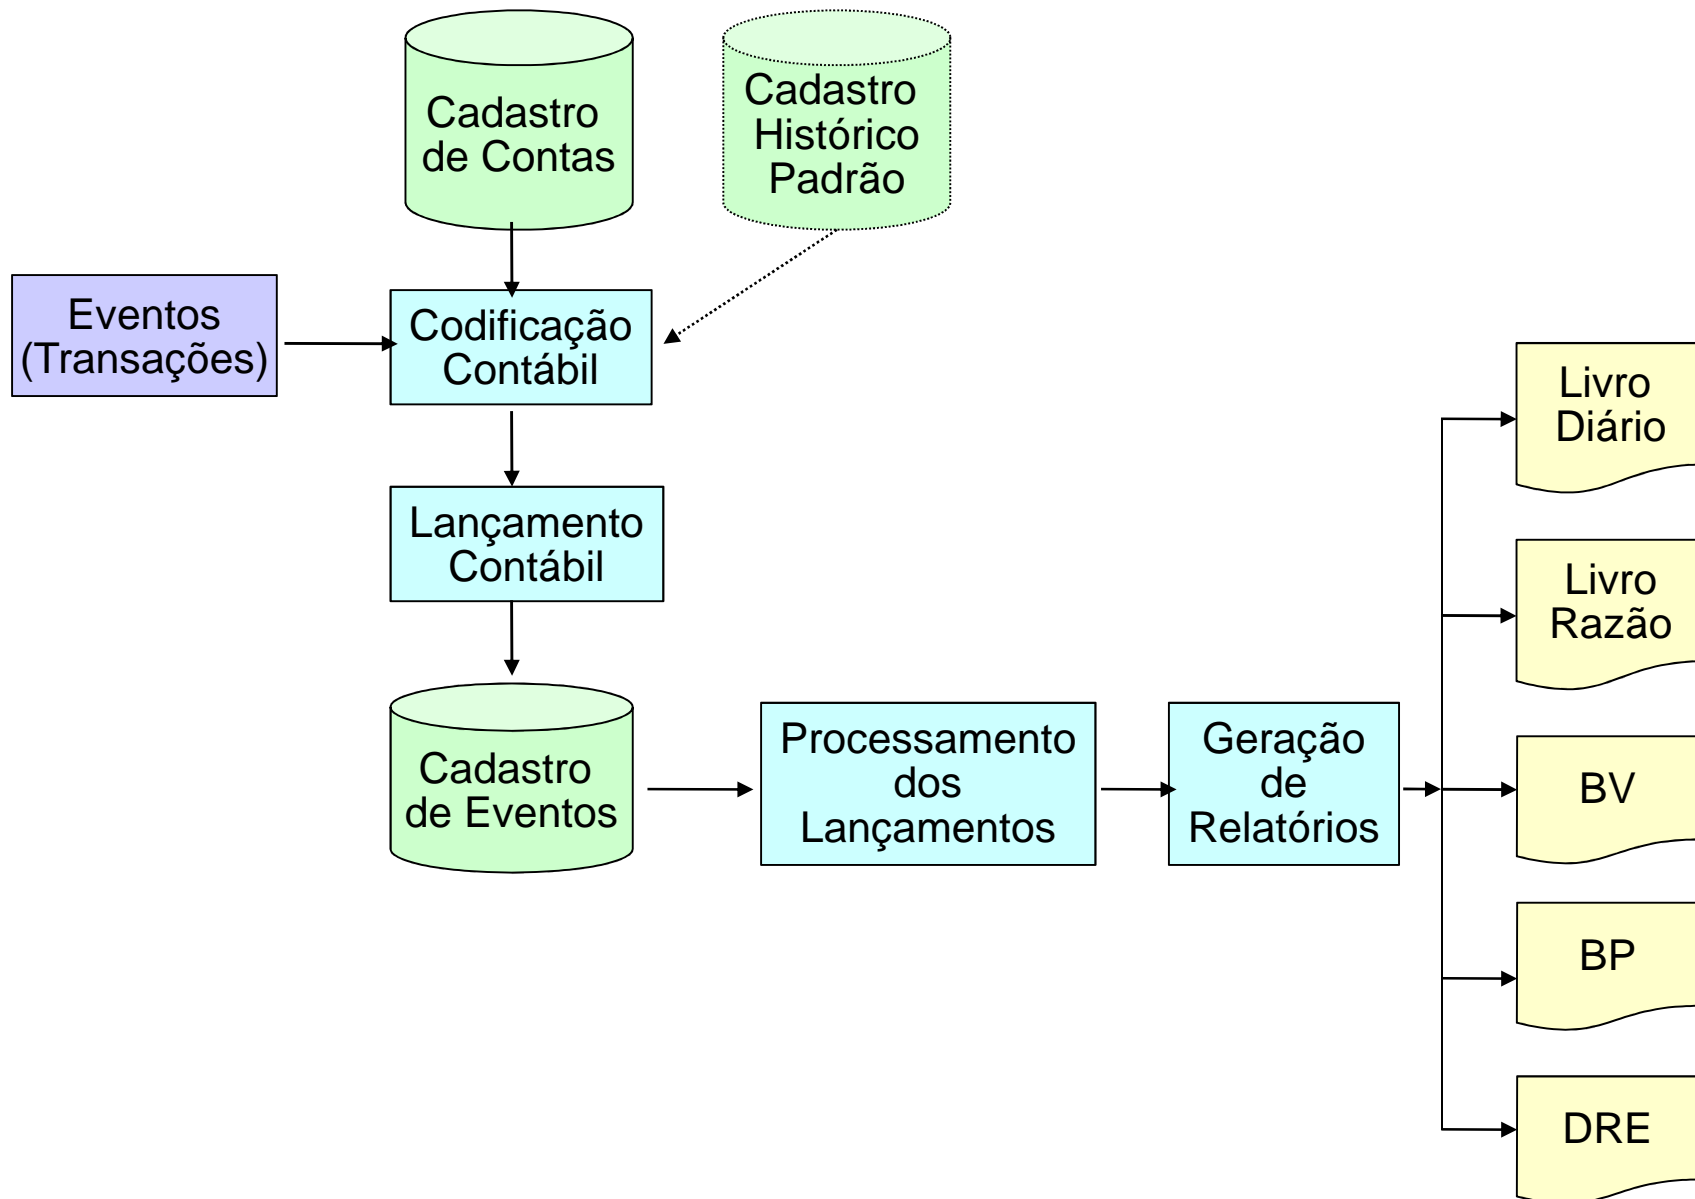 Cadastro
de Contas
Cadastro
Histórico
Padrão
Eventos
(Transações)
Codificação
Contábil
Lançamento
Contábil
Cadastro
de Eventos
Processamento
dos
Lançamentos
Geração
de
Relatórios
Livro
Diário
Livro
Razão
BV
BP
DRE